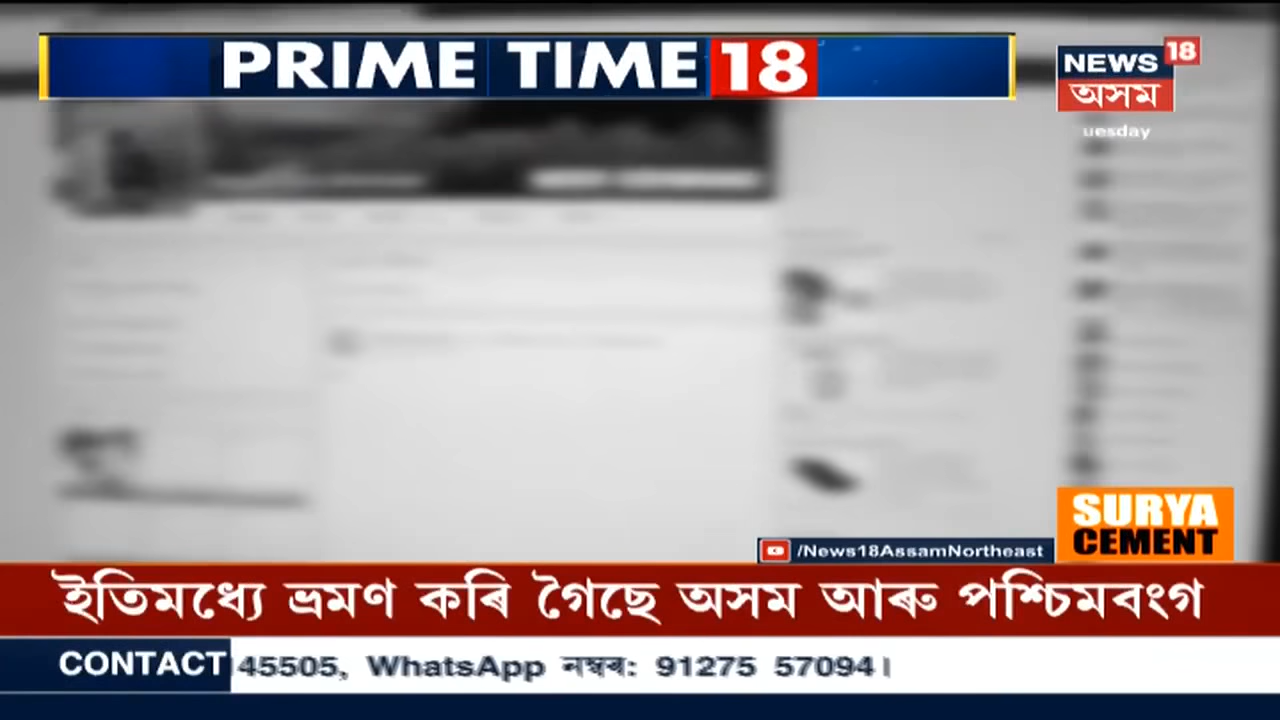 PRIME TIME 18
NEWS 18
অসম
uesday
SURYA
CEMENT
/News18AssamNortheast
ইতিমধ্যে ভ্ৰমণ কৰি গৈছে অসম আৰু পশ্চিমবংগ
CONTACT 45505, WhatsApp নম্বৰ: 91275 57094।